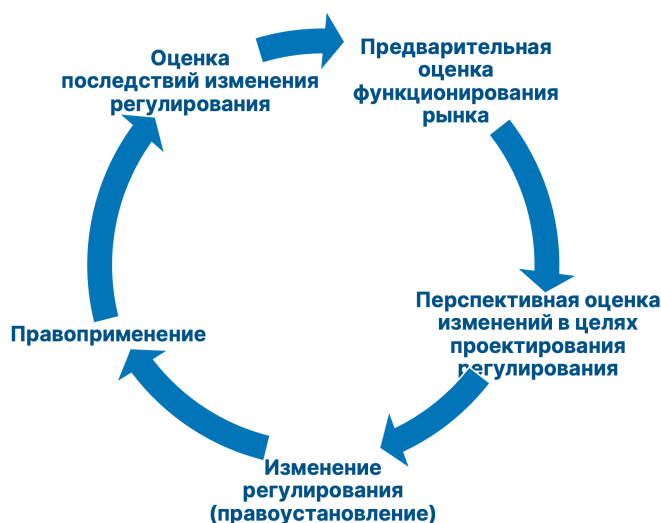 Оценка
последствий изменения
регулирования
Предварительная
оценка
функционирования
рынка
Перспективная оценка
изменений в целях
проектирования
регулирования
Изменение
регулирования
(правоустановление)
Правоприменение